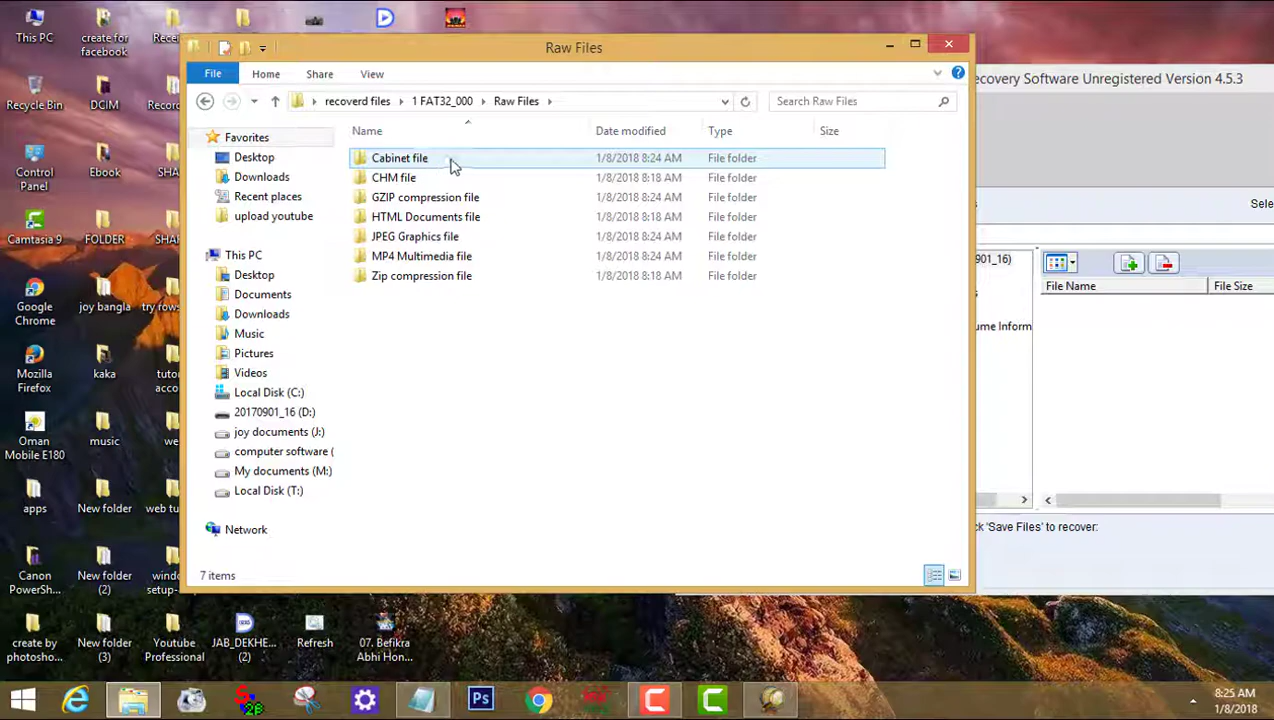 This PC
create for
facebook
Rece
Raw Files
Recycle Bin
DCIM
Record
File
Home
Share
View
ecovery Software Unregistered Version 4.5.3
recoverd files
1 FAT32_000
Raw Files
Search Raw Files
Favorites
Name
Date modified
Type
Size
Desktop
Cabinet file
1/8/2018 8:24 AM
File folder
Control
Panel
Ebook
SHA
Downloads
CHM file
1/8/2018 8:18 AM
File folder
Recent places
GZIP compression file
1/8/2018 8:24 AM
File folder
Sele
upload youtube
HTML Documents file
1/8/2018 8:18 AM
File folder
Camtasia 9
FOLDER
SHAR
JPEG Graphics file
1/8/2018 8:24 AM
File folder
This PC
MP4 Multimedia file
1/8/2018 8:24 AM
File folder
01_16)
Desktop
Zip compression file
1/8/2018 8:18 AM
File folder
File Name
File Size
Documents
Google
Chrome
joy bangla
try rows
Downloads
Music
ume Inform
Pictures
Mozilla
Firefox
kaka
tutor
acco
Videos
Local Disk (C:)
20170901_16 (D:)
Oman
Mobile E180
music
we
joy documents (J:)
computer software (
My documents (M:)
Local Disk (T:)
apps
New folder
web tu
Network
k 'Save Files' to recover:
7 items
Canon
PowerSh...
New folder
(2)
windo
setup-
create by
photosho...
New folder
(3)
Youtube
Professional
JAB_DEKHE...
(2)
Refresh
07. Befikra
Abhi Hon...
Ps
8:25 AM
1/8/2018